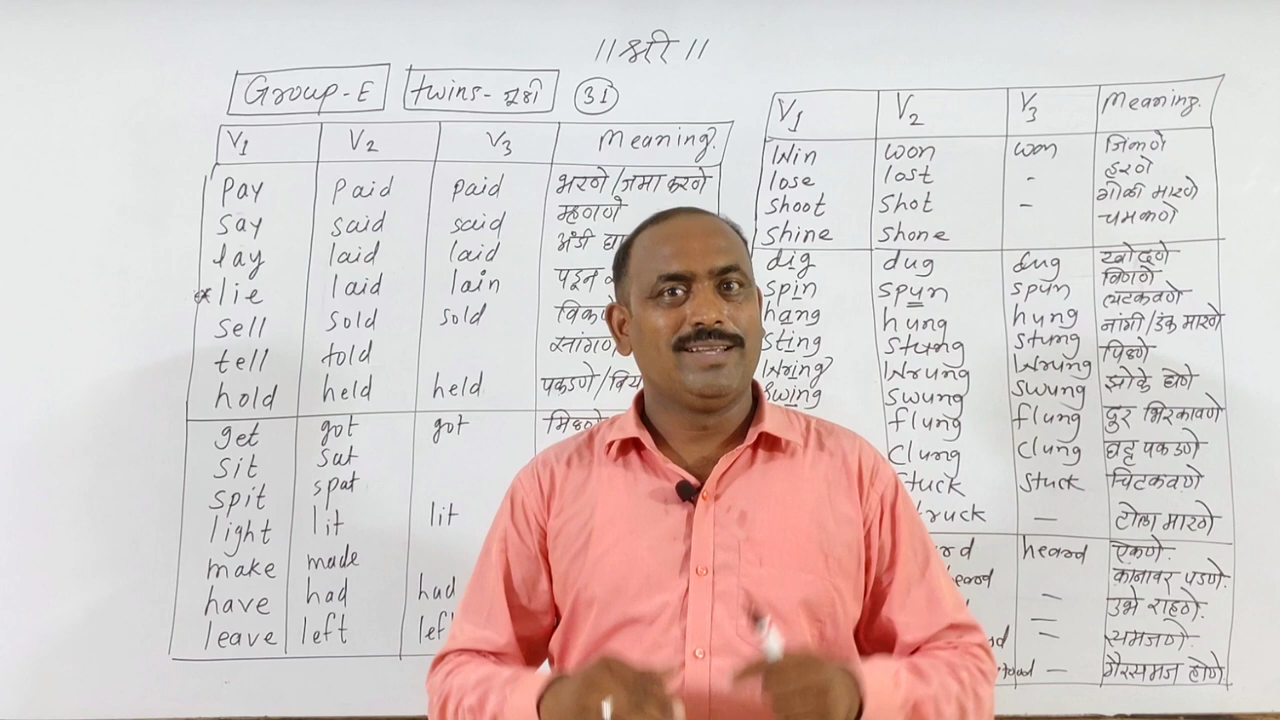 ॥ श्री ॥
Group-E twins-जुळी 31
V1 V2 V3 Meaning.
pay paid paid भरणे/जमा करणे
say said said म्हणणे
lay laid laid अंडी
lie laid lain पडून
sell sold sold
tell told
hold held held पकडणे
get got got
sit sat
spit spat
light lit lit
make made
have had had
leave left
V1 V2 V3 Meaning.
Win won won जिंकणे
lose lost - हरणे
shoot shot - गोळी मारणे
shine shone चमकणे
dig dug dug खोदणे
spin spun spun विणणे
hang hung hung लटकवणे
sting stung stung नांगी/डंक मारणे
Wring Wrung Wrung पिळणे
swing swung swung झोके घेणे
flung flung दुर भिरकावणे
clung clung घट्ट पकडणे
stuck चिटकवणे
— टोला मारणे
heard ऐकणे.
कानावर पडणे.
उभे राहणे.
समजणे.
— गैरसमज होणे